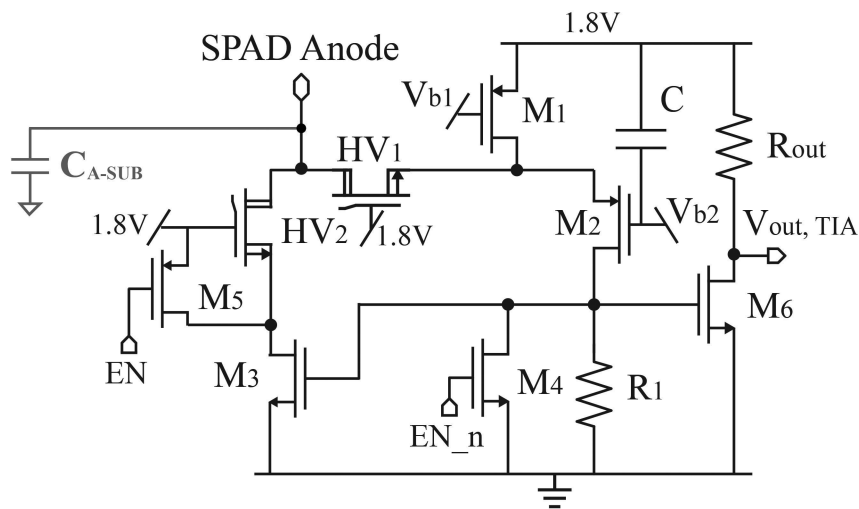 1.8V
SPAD Anode
Vb1
M1
C
Rout
CA-SUB
HV1
1.8V
HV2
1.8V
M2
Vb2
Vout, TIA
M5
M6
EN
M3
M4
R1
EN_n